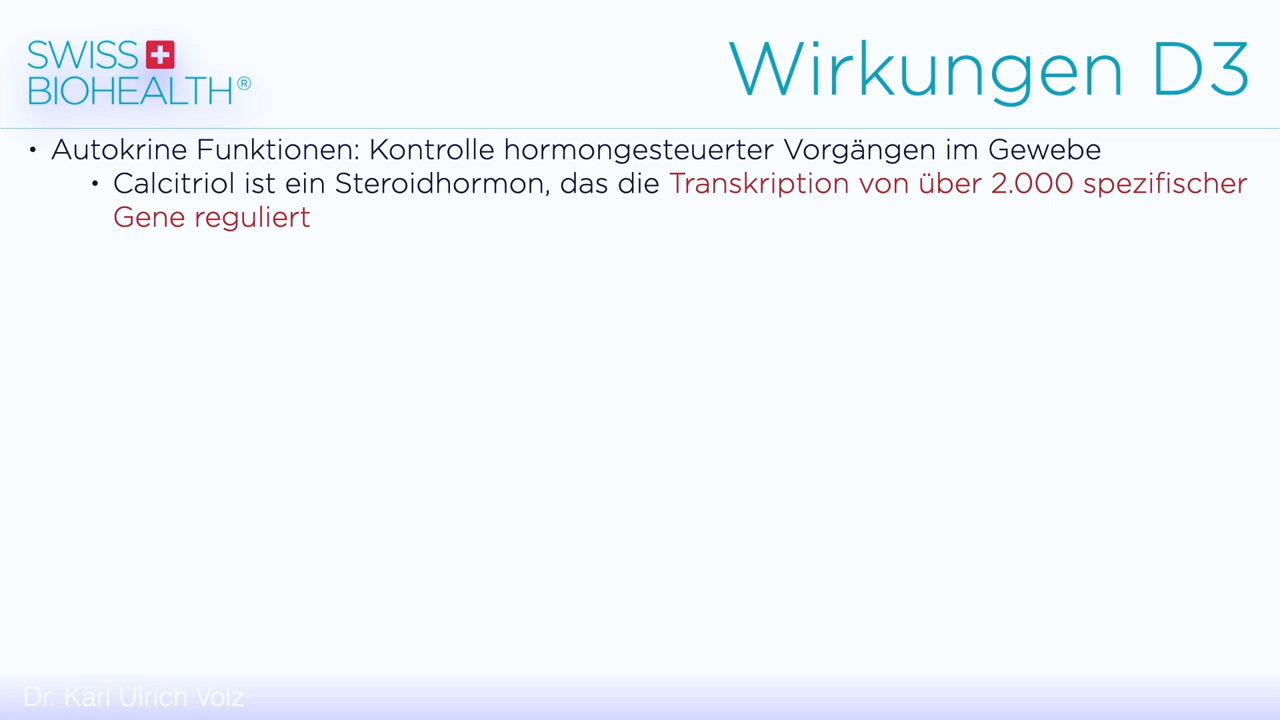 SWISS
BIOHEALTH®
Wirkungen D3
• Autokrine Funktionen: Kontrolle hormongesteuerter Vorgängen im Gewebe
• Calcitriol ist ein Steroidhormon, das die Transkription von über 2.000 spezifischer
Gene reguliert
Dr. Karl Ulrich Volz